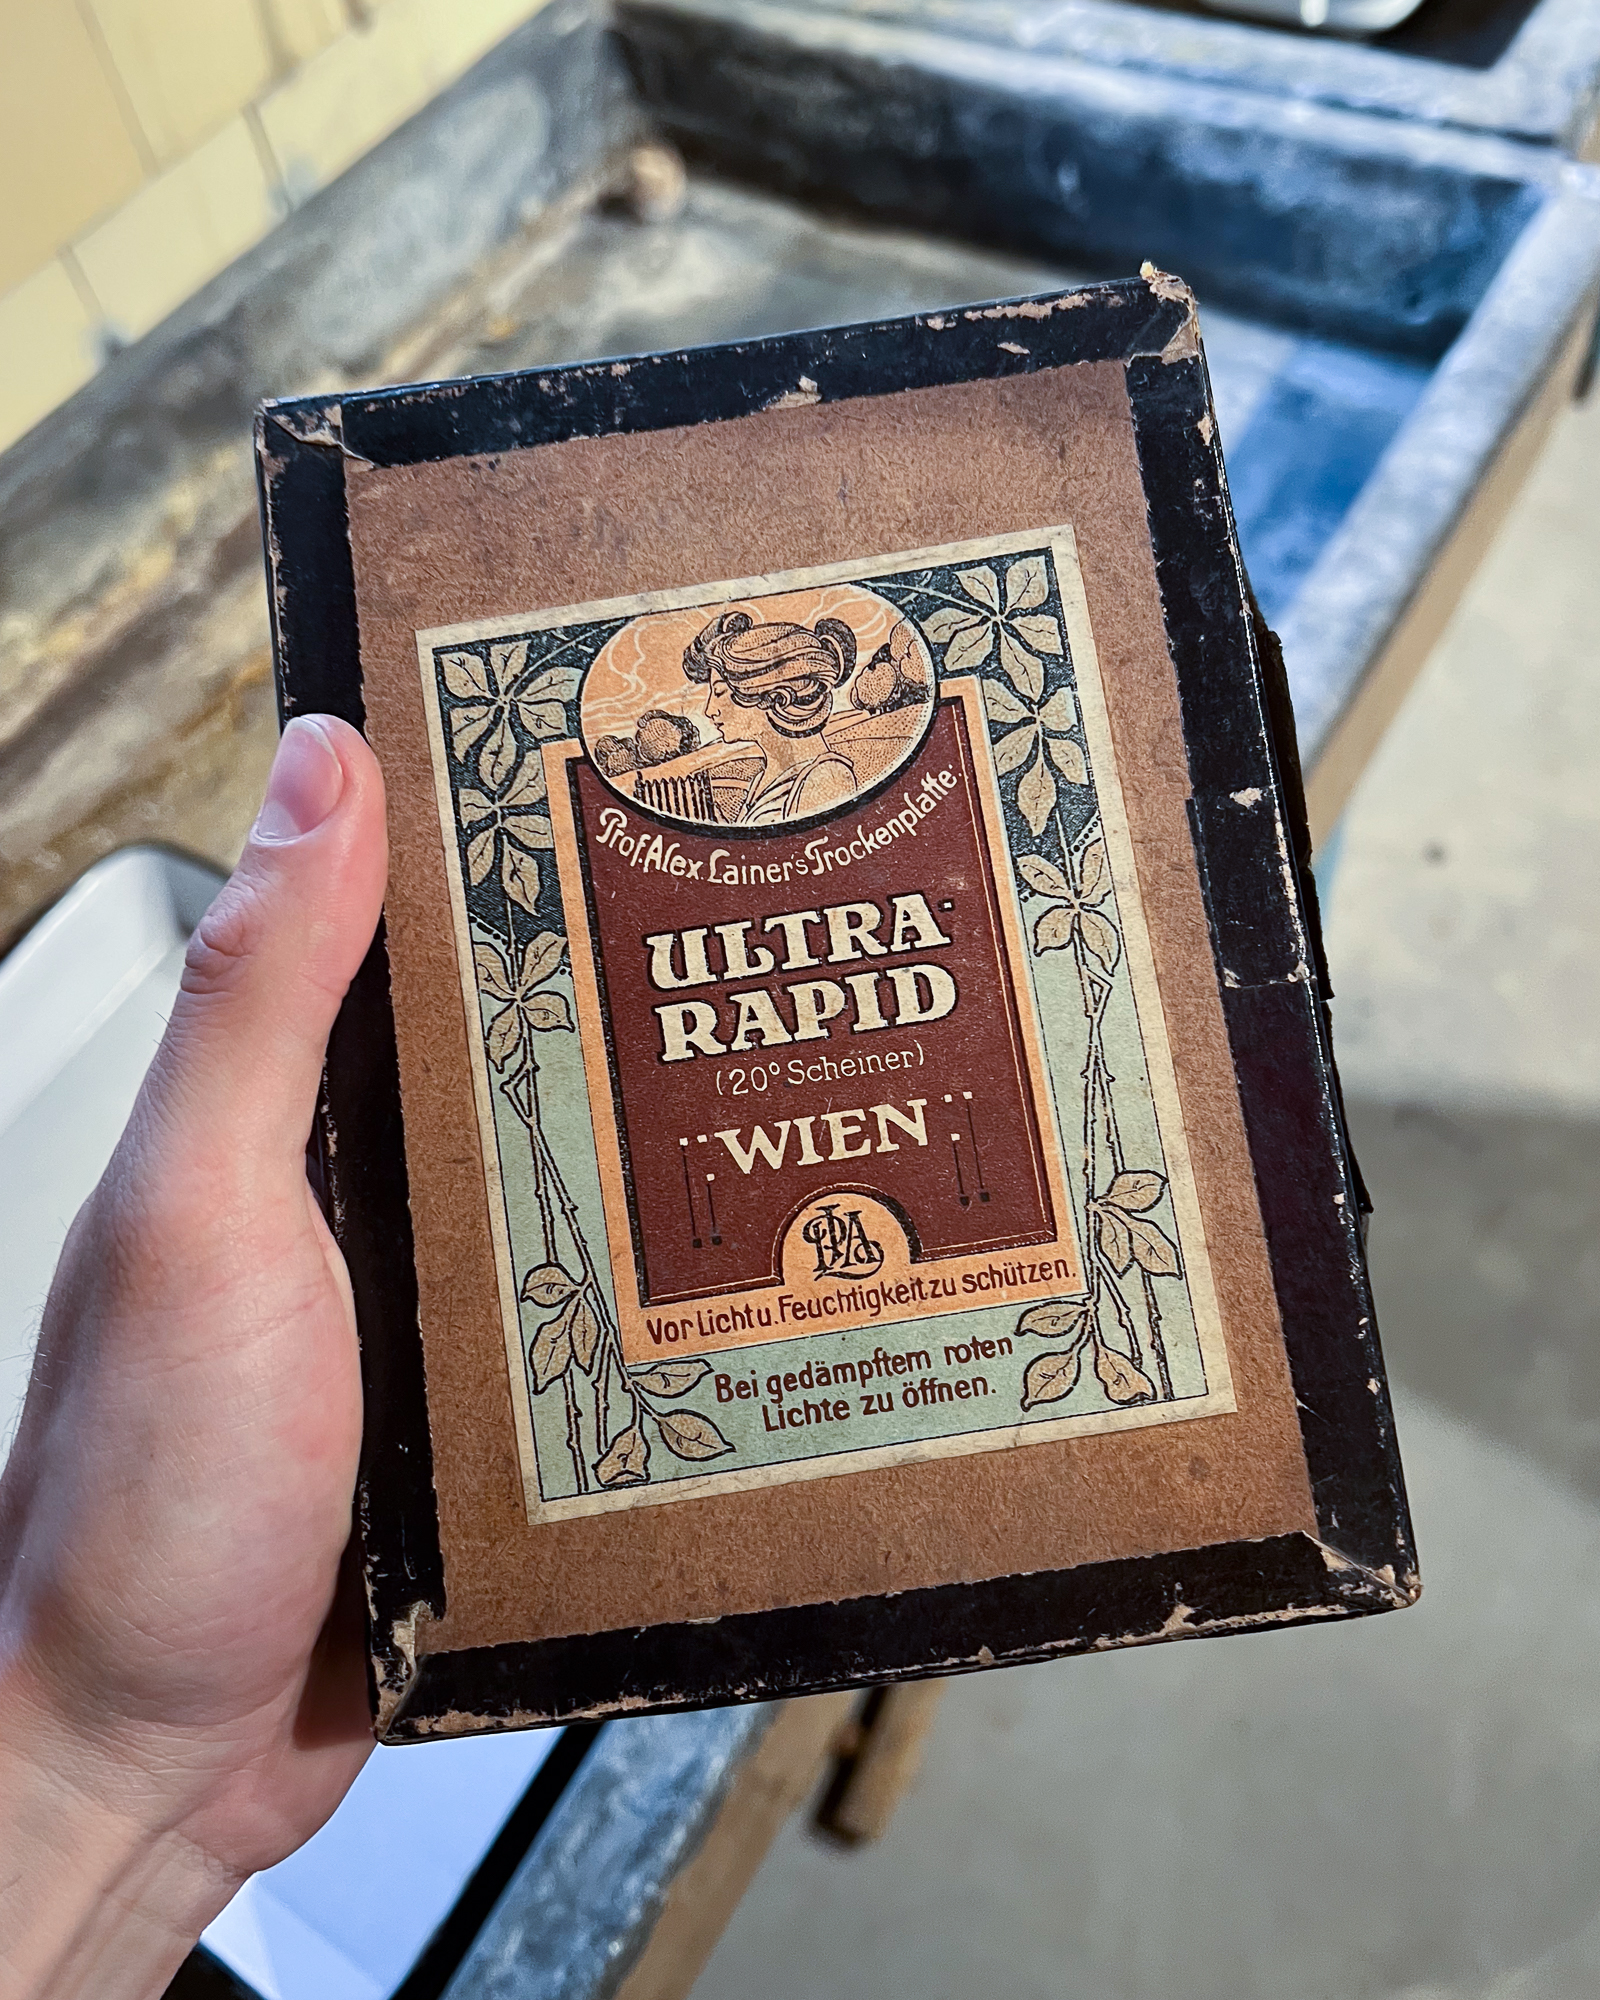 Prof. Alex. Lainer's Trockenplatte
ULTRA-
RAPID
(20° Scheiner)
WIEN
Vor Licht u. Feuchtigkeit zu schützen.
Bei gedämpftem roten
Lichte zu öffnen.